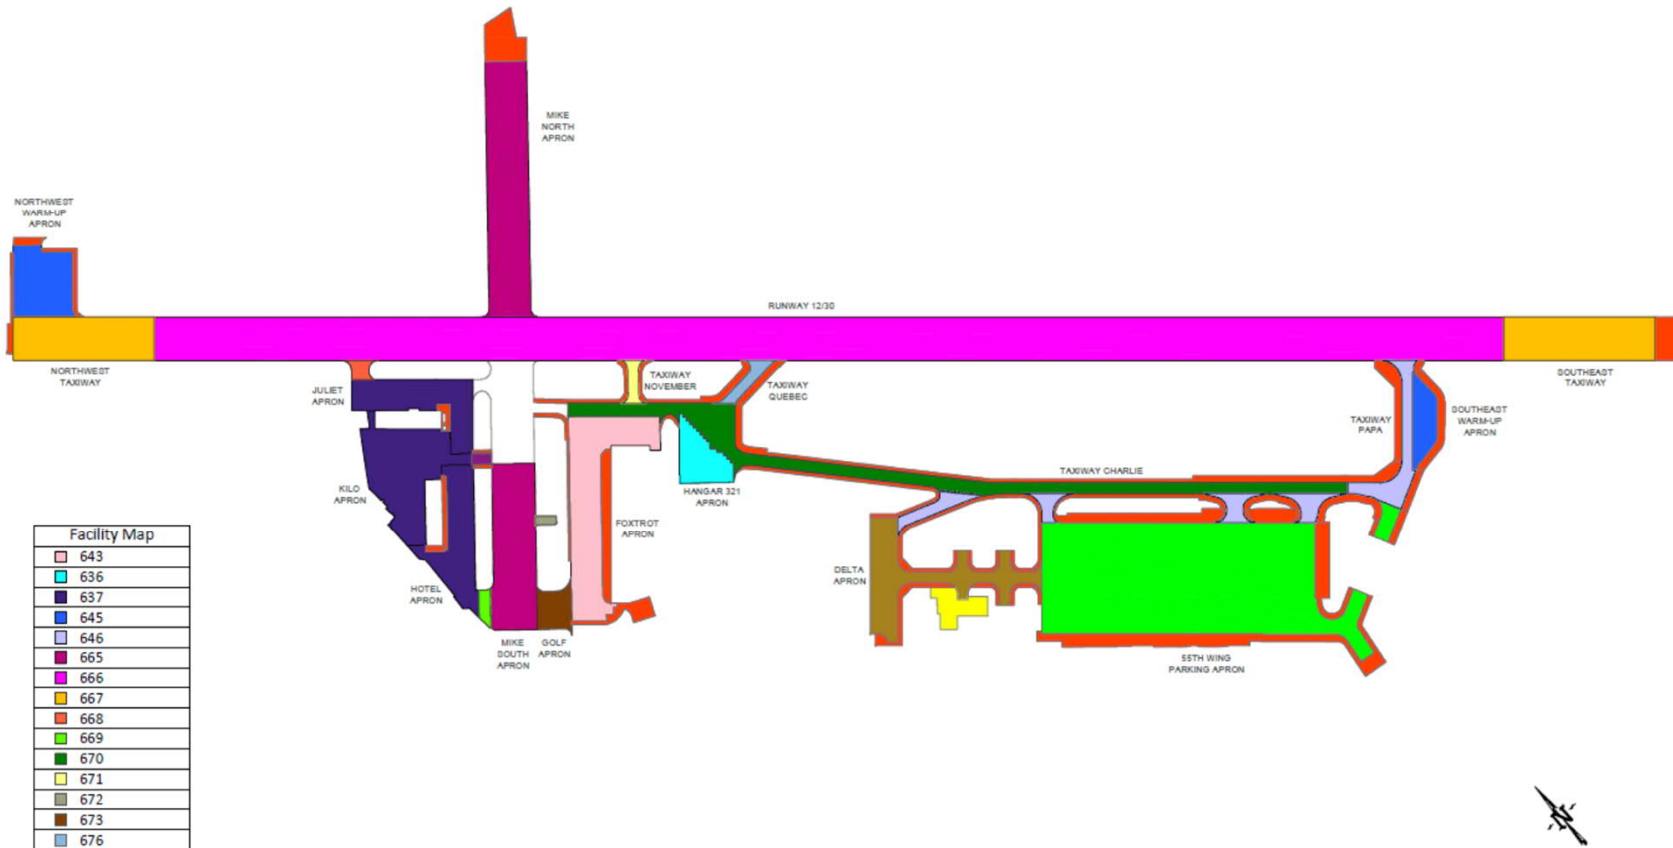 MIKE
NORTH
APRON
NORTHWEST
WARM-UP
APRON
RUNWAY 12/30
NORTHWEST
TAXIWAY
JULIET
APRON
TAXIWAY
NOVEMBER
TAXIWAY
QUEBEC
SOUTHEAST
TAXIWAY
TAXIWAY
PAPA
SOUTHEAST
WARM-UP
APRON
KILO
APRON
HANGAR 321
APRON
TAXIWAY CHARLIE
FOXTROT
APRON
DELTA
APRON
HOTEL
APRON
MIKE
SOUTH
APRON
GOLF
APRON
55TH WING
PARKING APRON
Facility Map
643
636
637
645
646
665
666
667
668
669
670
671
672
673
676
N